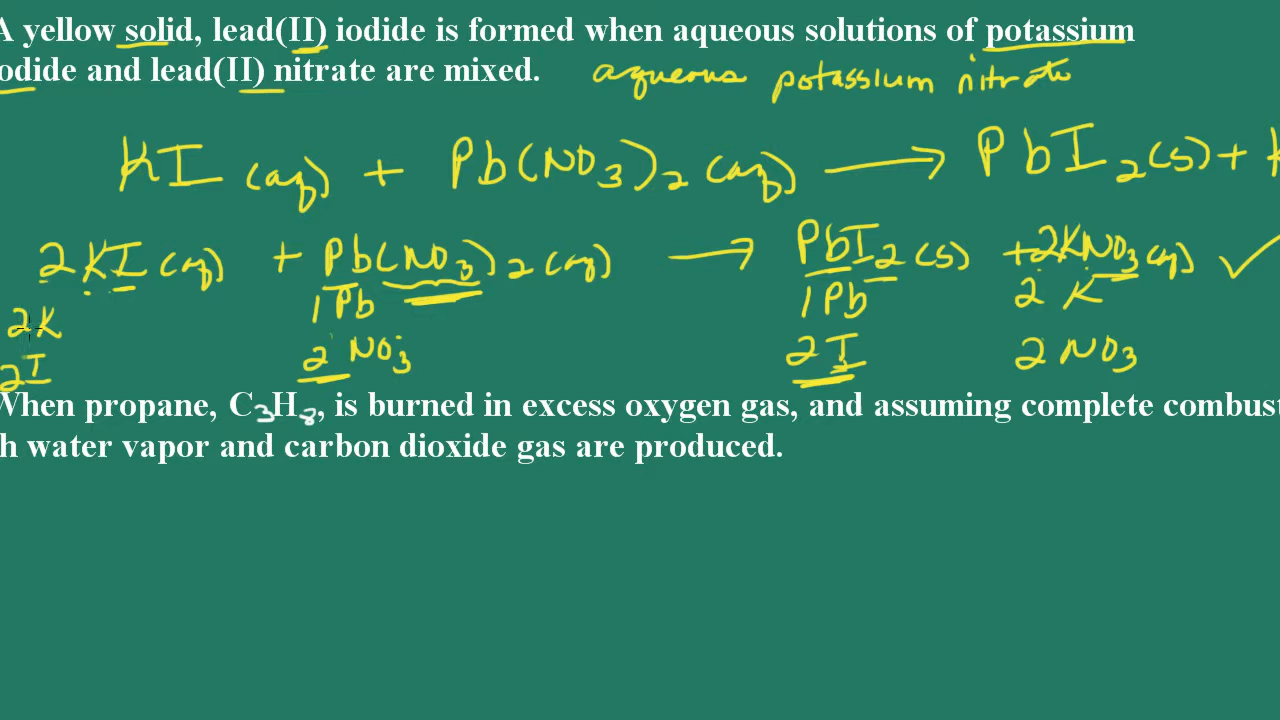 A yellow solid, lead(II) iodide is formed when aqueous solutions of potassium
odide and lead(II) nitrate are mixed. aqueous potassium nitrate
KI (aq) + Pb(NO3)2 (aq) → PbI2(s) + K
2KI (aq) + Pb(NO3)2 (aq) → PbI2(s) + 2KNO3(aq) ✓
2K 1Pb 1Pb 2 K
2I 2 NO3 2 I 2 NO3
When propane, C3H8, is burned in excess oxygen gas, and assuming complete combust
h water vapor and carbon dioxide gas are produced.